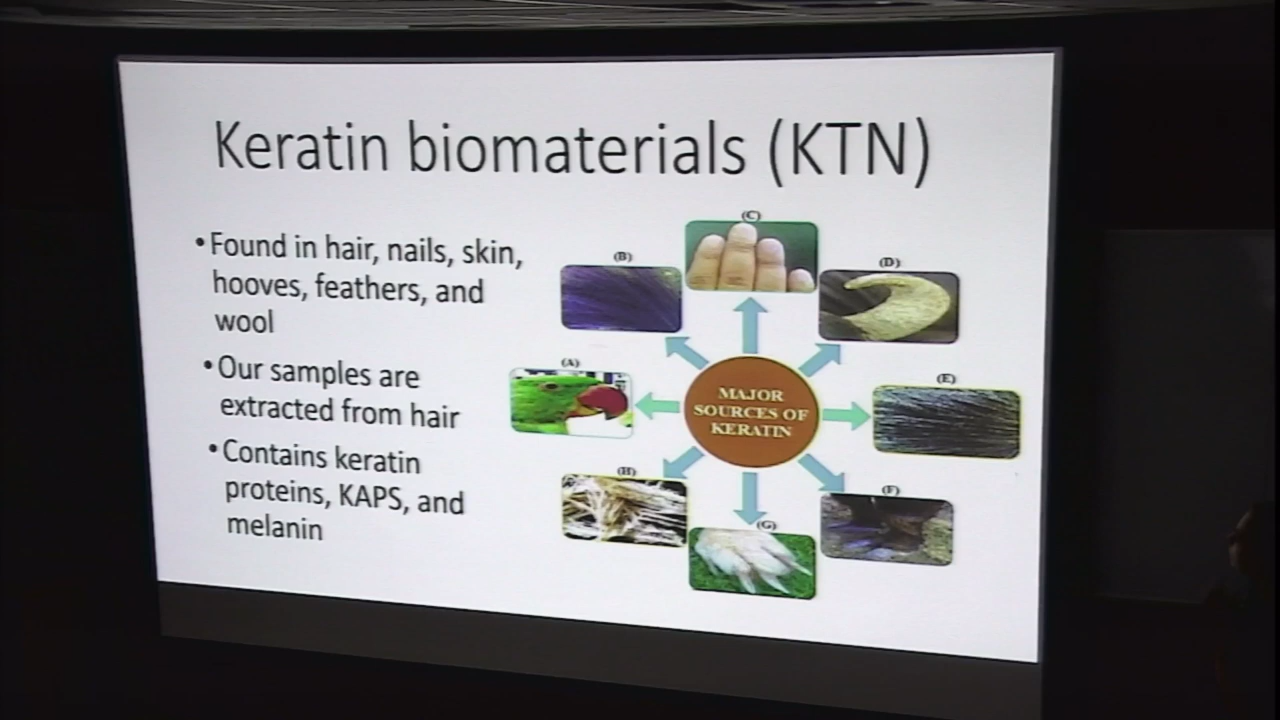 Keratin biomaterials (KTN)
• Found in hair, nails, skin,
hooves, feathers, and
wool
• Our samples are
extracted from hair
• Contains keratin
proteins, KAPS, and
melanin
(A)
(B)
(C)
(D)
(E)
(F)
(G)
(H)
MAJOR
SOURCES OF
KERATIN